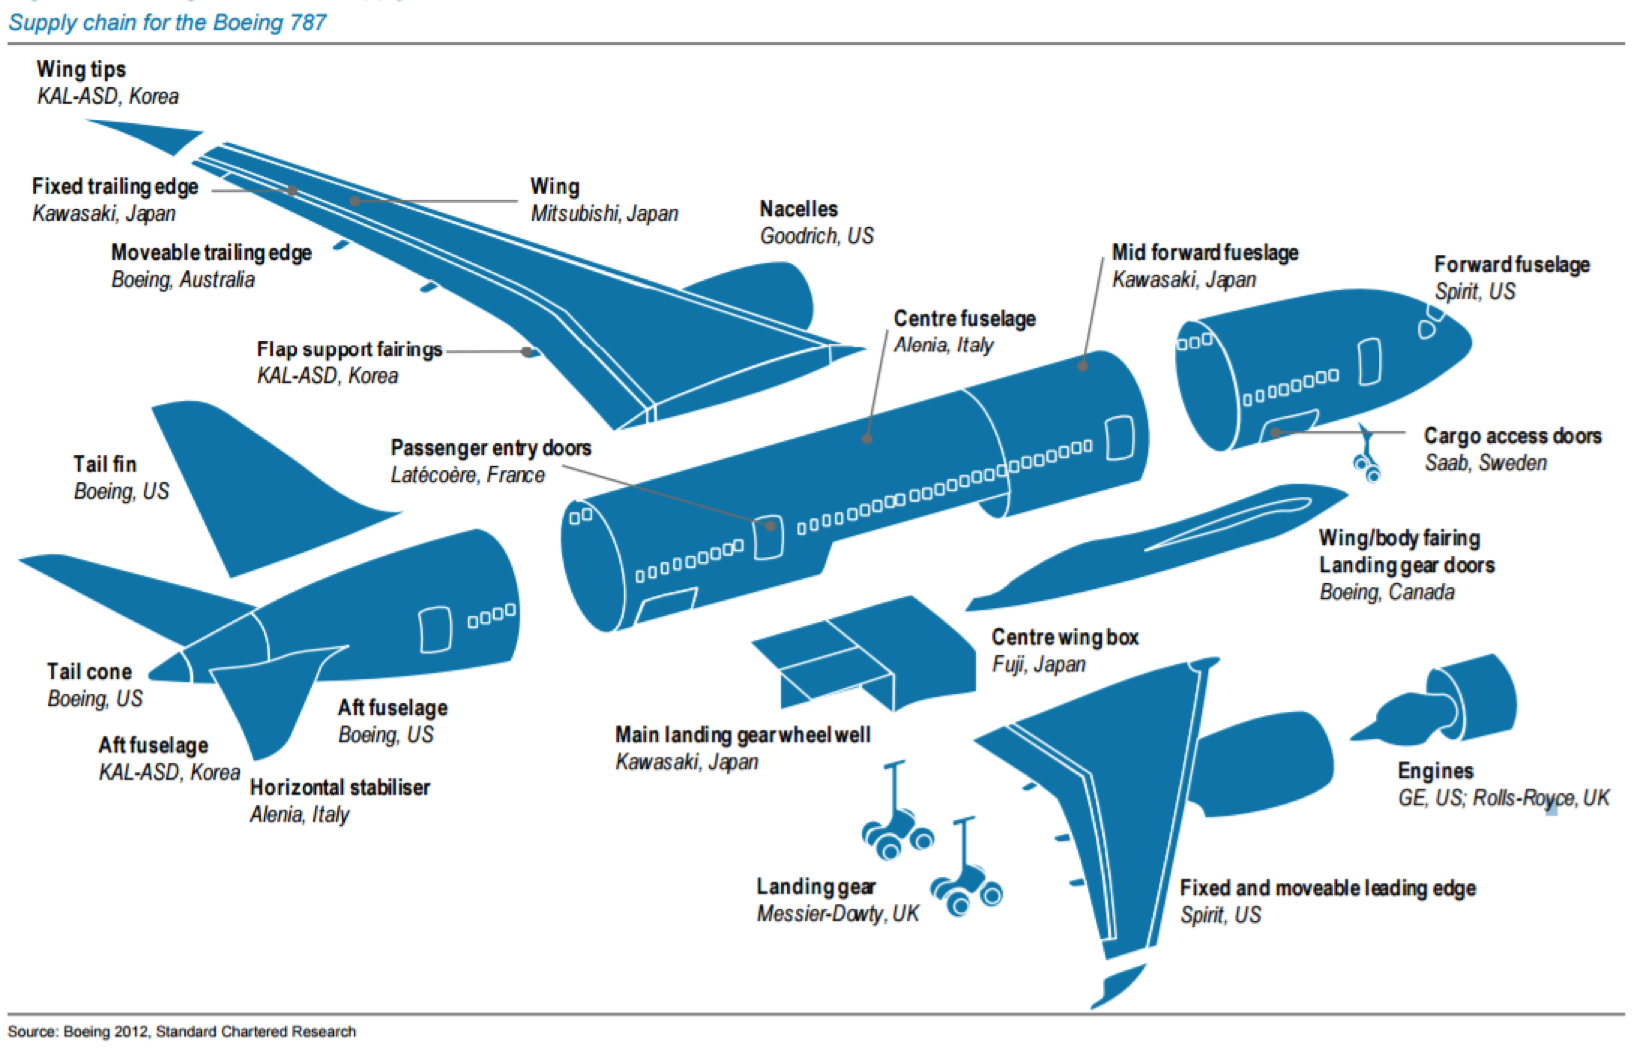 Supply chain for the Boeing 787
Wing tips
KAL-ASD, Korea
Fixed trailing edge
Kawasaki, Japan
Wing
Mitsubishi, Japan
Nacelles
Goodrich, US
Moveable trailing edge
Boeing, Australia
Mid forward fueslage
Kawasaki, Japan
Forward fuselage
Spirit, US
Centre fuselage
Alenia, Italy
Flap support fairings
KAL-ASD, Korea
Passenger entry doors
Latécoère, France
Cargo access doors
Saab, Sweden
Tail fin
Boeing, US
Wing/body fairing
Landing gear doors
Boeing, Canada
Centre wing box
Fuji, Japan
Tail cone
Boeing, US
Aft fuselage
Boeing, US
Aft fuselage
KAL-ASD, Korea
Horizontal stabiliser
Alenia, Italy
Main landing gear wheel well
Kawasaki, Japan
Engines
GE, US; Rolls-Royce, UK
Landing gear
Messier-Dowty, UK
Fixed and moveable leading edge
Spirit, US
Source: Boeing 2012, Standard Chartered Research